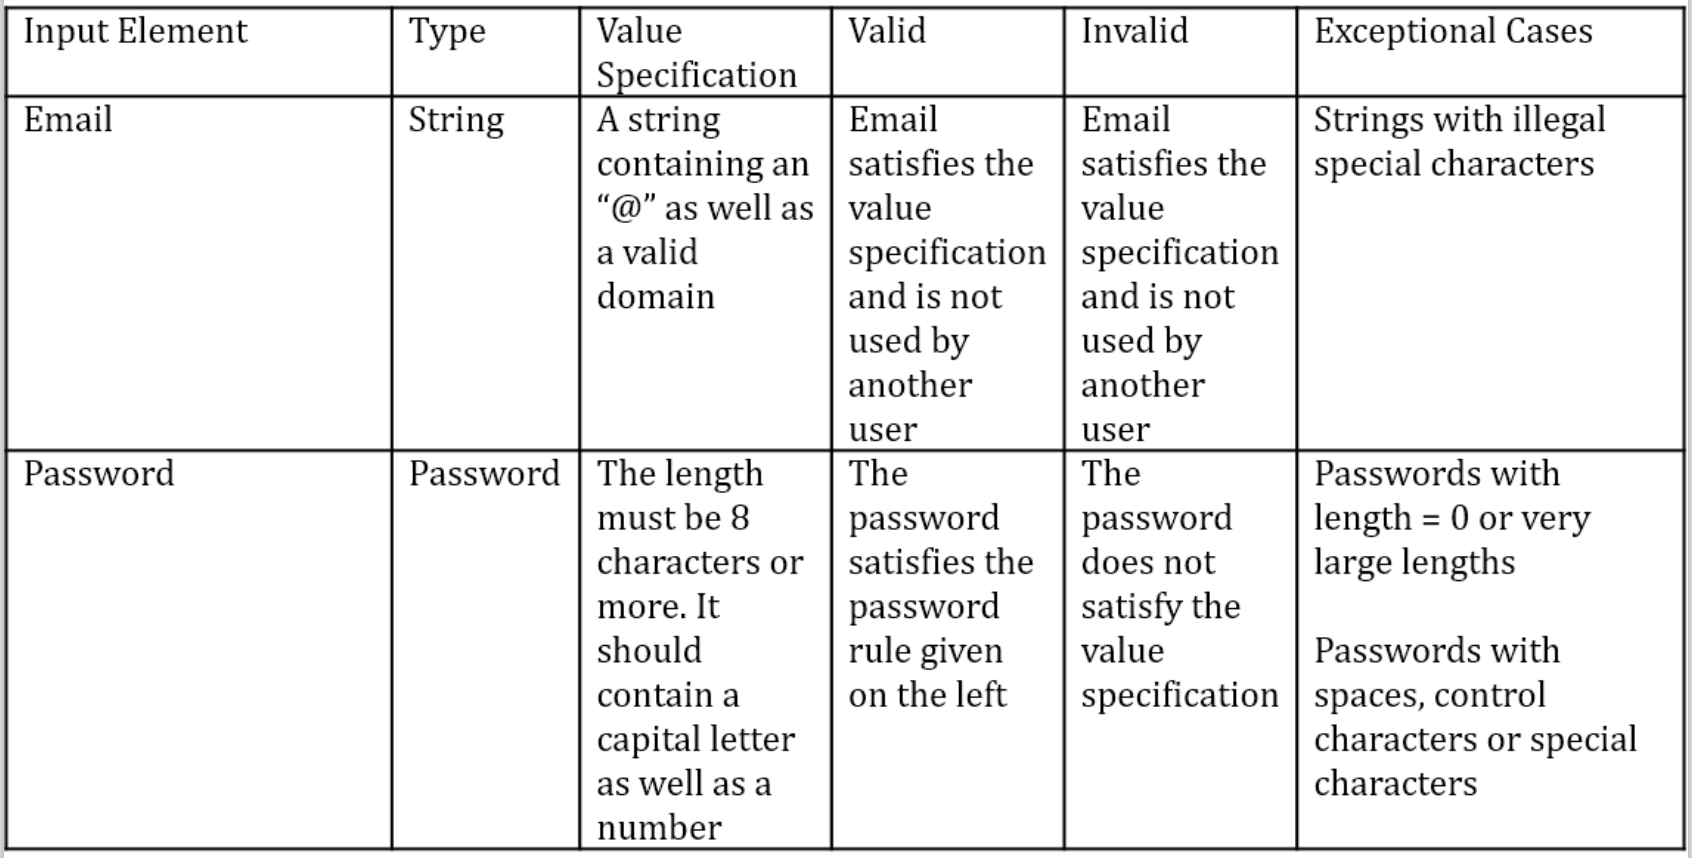 Input Element
Type
Value
Specification
Valid
Invalid
Exceptional Cases
Email
String
A string
containing an
“@” as well as
a valid
domain
Email
satisfies the
value
specification
and is not
used by
another
user
Email
satisfies the
value
specification
and is not
used by
another
user
Strings with illegal
special characters
Password
Password
The length
must be 8
characters or
more. It
should
contain a
capital letter
as well as a
number
The
password
satisfies the
password
rule given
on the left
The
password
does not
satisfy the
value
specification
Passwords with
length = 0 or very
large lengths
Passwords with
spaces, control
characters or special
characters